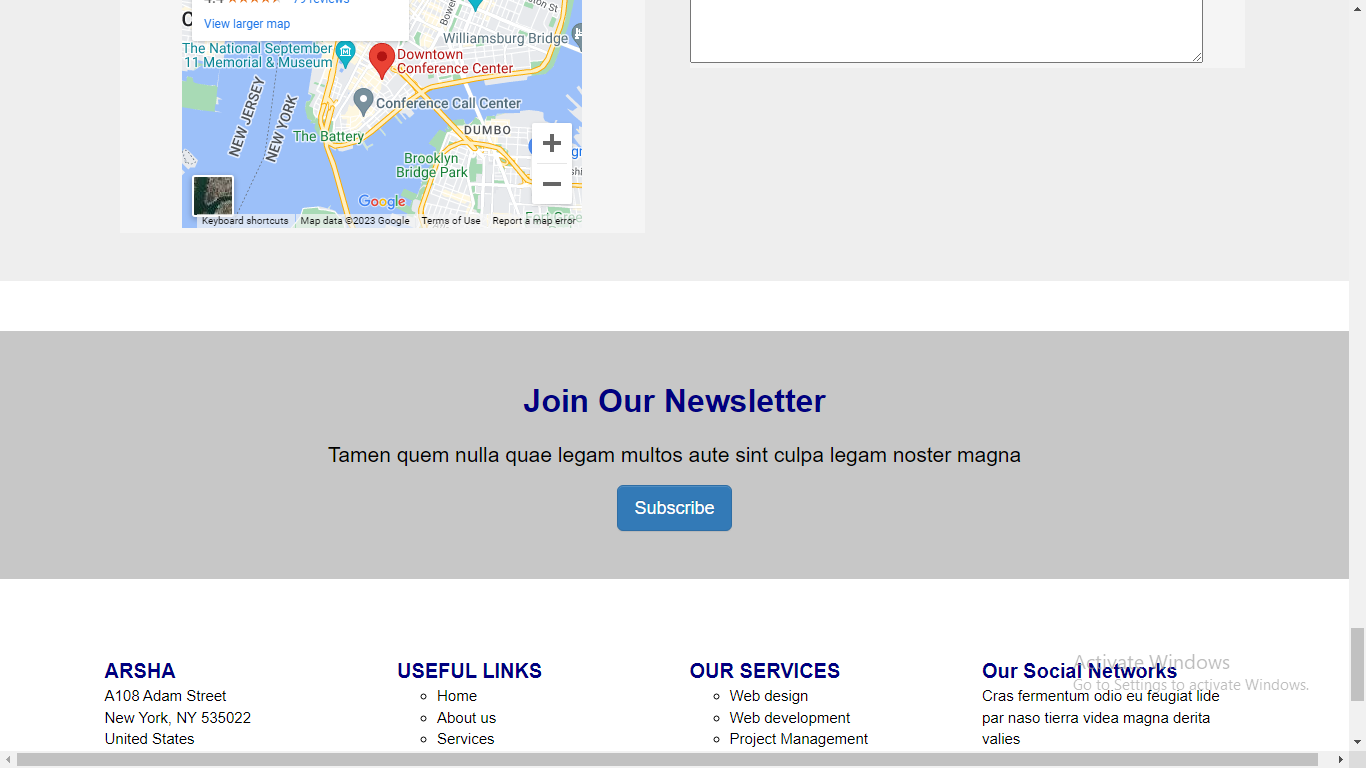 View larger map
Williamsburg Bridge
The National September
11 Memorial & Museum
Downtown
Conference Center
Conference Call Center
NEW JERSEY
NEW YORK
DUMBO
The Battery
Brooklyn
Bridge Park
Google
Keyboard shortcuts Map data ©2023 Google Terms of Use Report a map error
Join Our Newsletter
Tamen quem nulla quae legam multos aute sint culpa legam noster magna
Subscribe
ARSHA
A108 Adam Street
New York, NY 535022
United States
USEFUL LINKS
Home
About us
Services
OUR SERVICES
Web design
Web development
Project Management
Our Social Networks
Cras fermentum odio eu feugiat lide
par naso tierra videa magna derita
valies
Activate Windows
Go to Settings to activate Windows.